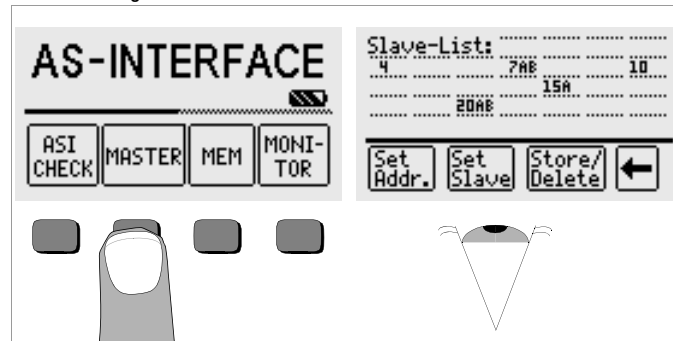 AS-INTERFACE
ASI CHECK
MASTER
MEM
MONI-TOR
Slave-List:
4 7AB 10
15A
20AB
Set Addr.
Set Slave
Store/Delete